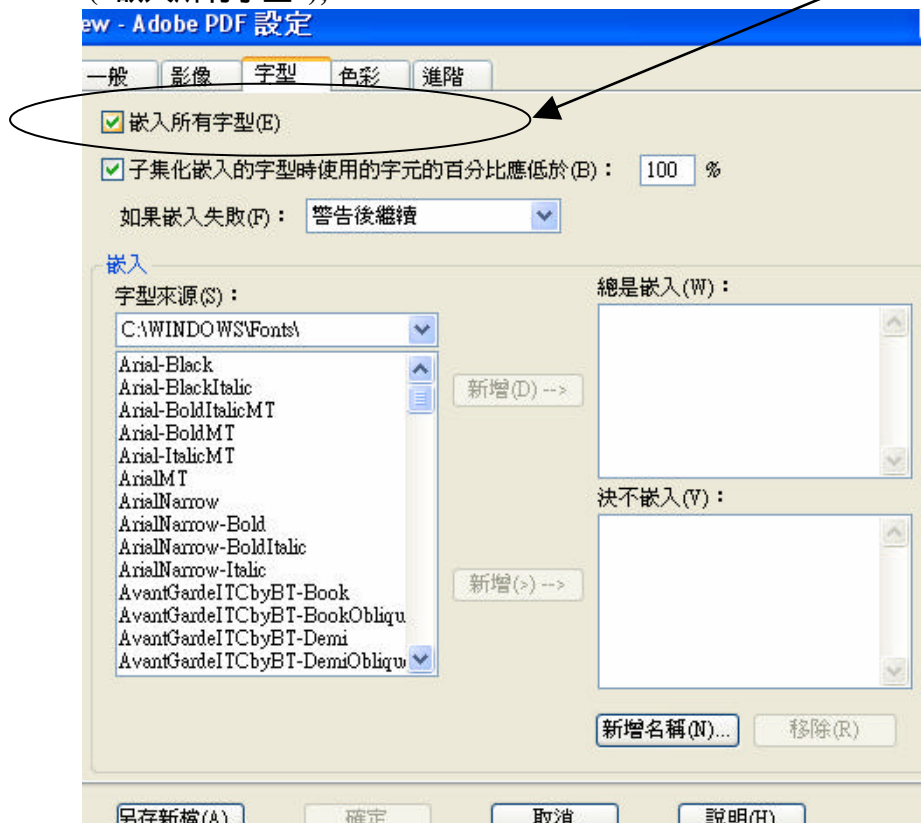 ("嵌入所有字型"),
ew - Adobe PDF 設定
一般 影像 字型 色彩 進階
嵌入所有字型(E)
子集化嵌入的字型時使用的字元的百分比應低於(B)： 100 %
如果嵌入失敗(F)： 警告後繼續
嵌入
字型來源(S)：
C:\WINDOWS\Fonts\
Arial-Black
Arial-BlackItalic
Arial-BoldItalicMT
Arial-BoldMT
Arial-ItalicMT
ArialMT
ArialNarrow
ArialNarrow-Bold
ArialNarrow-BoldItalic
ArialNarrow-Italic
AvantGardeITCbyBT-Book
AvantGardeITCbyBT-BookObliqu
AvantGardeITCbyBT-Demi
AvantGardeITCbyBT-DemiObliqu
新增(D) -->
新增(>) -->
總是嵌入(W)：
決不嵌入(V)：
新增名稱(N)... 移除(R)
另存新檔(A) 確定 取消 說明(H)